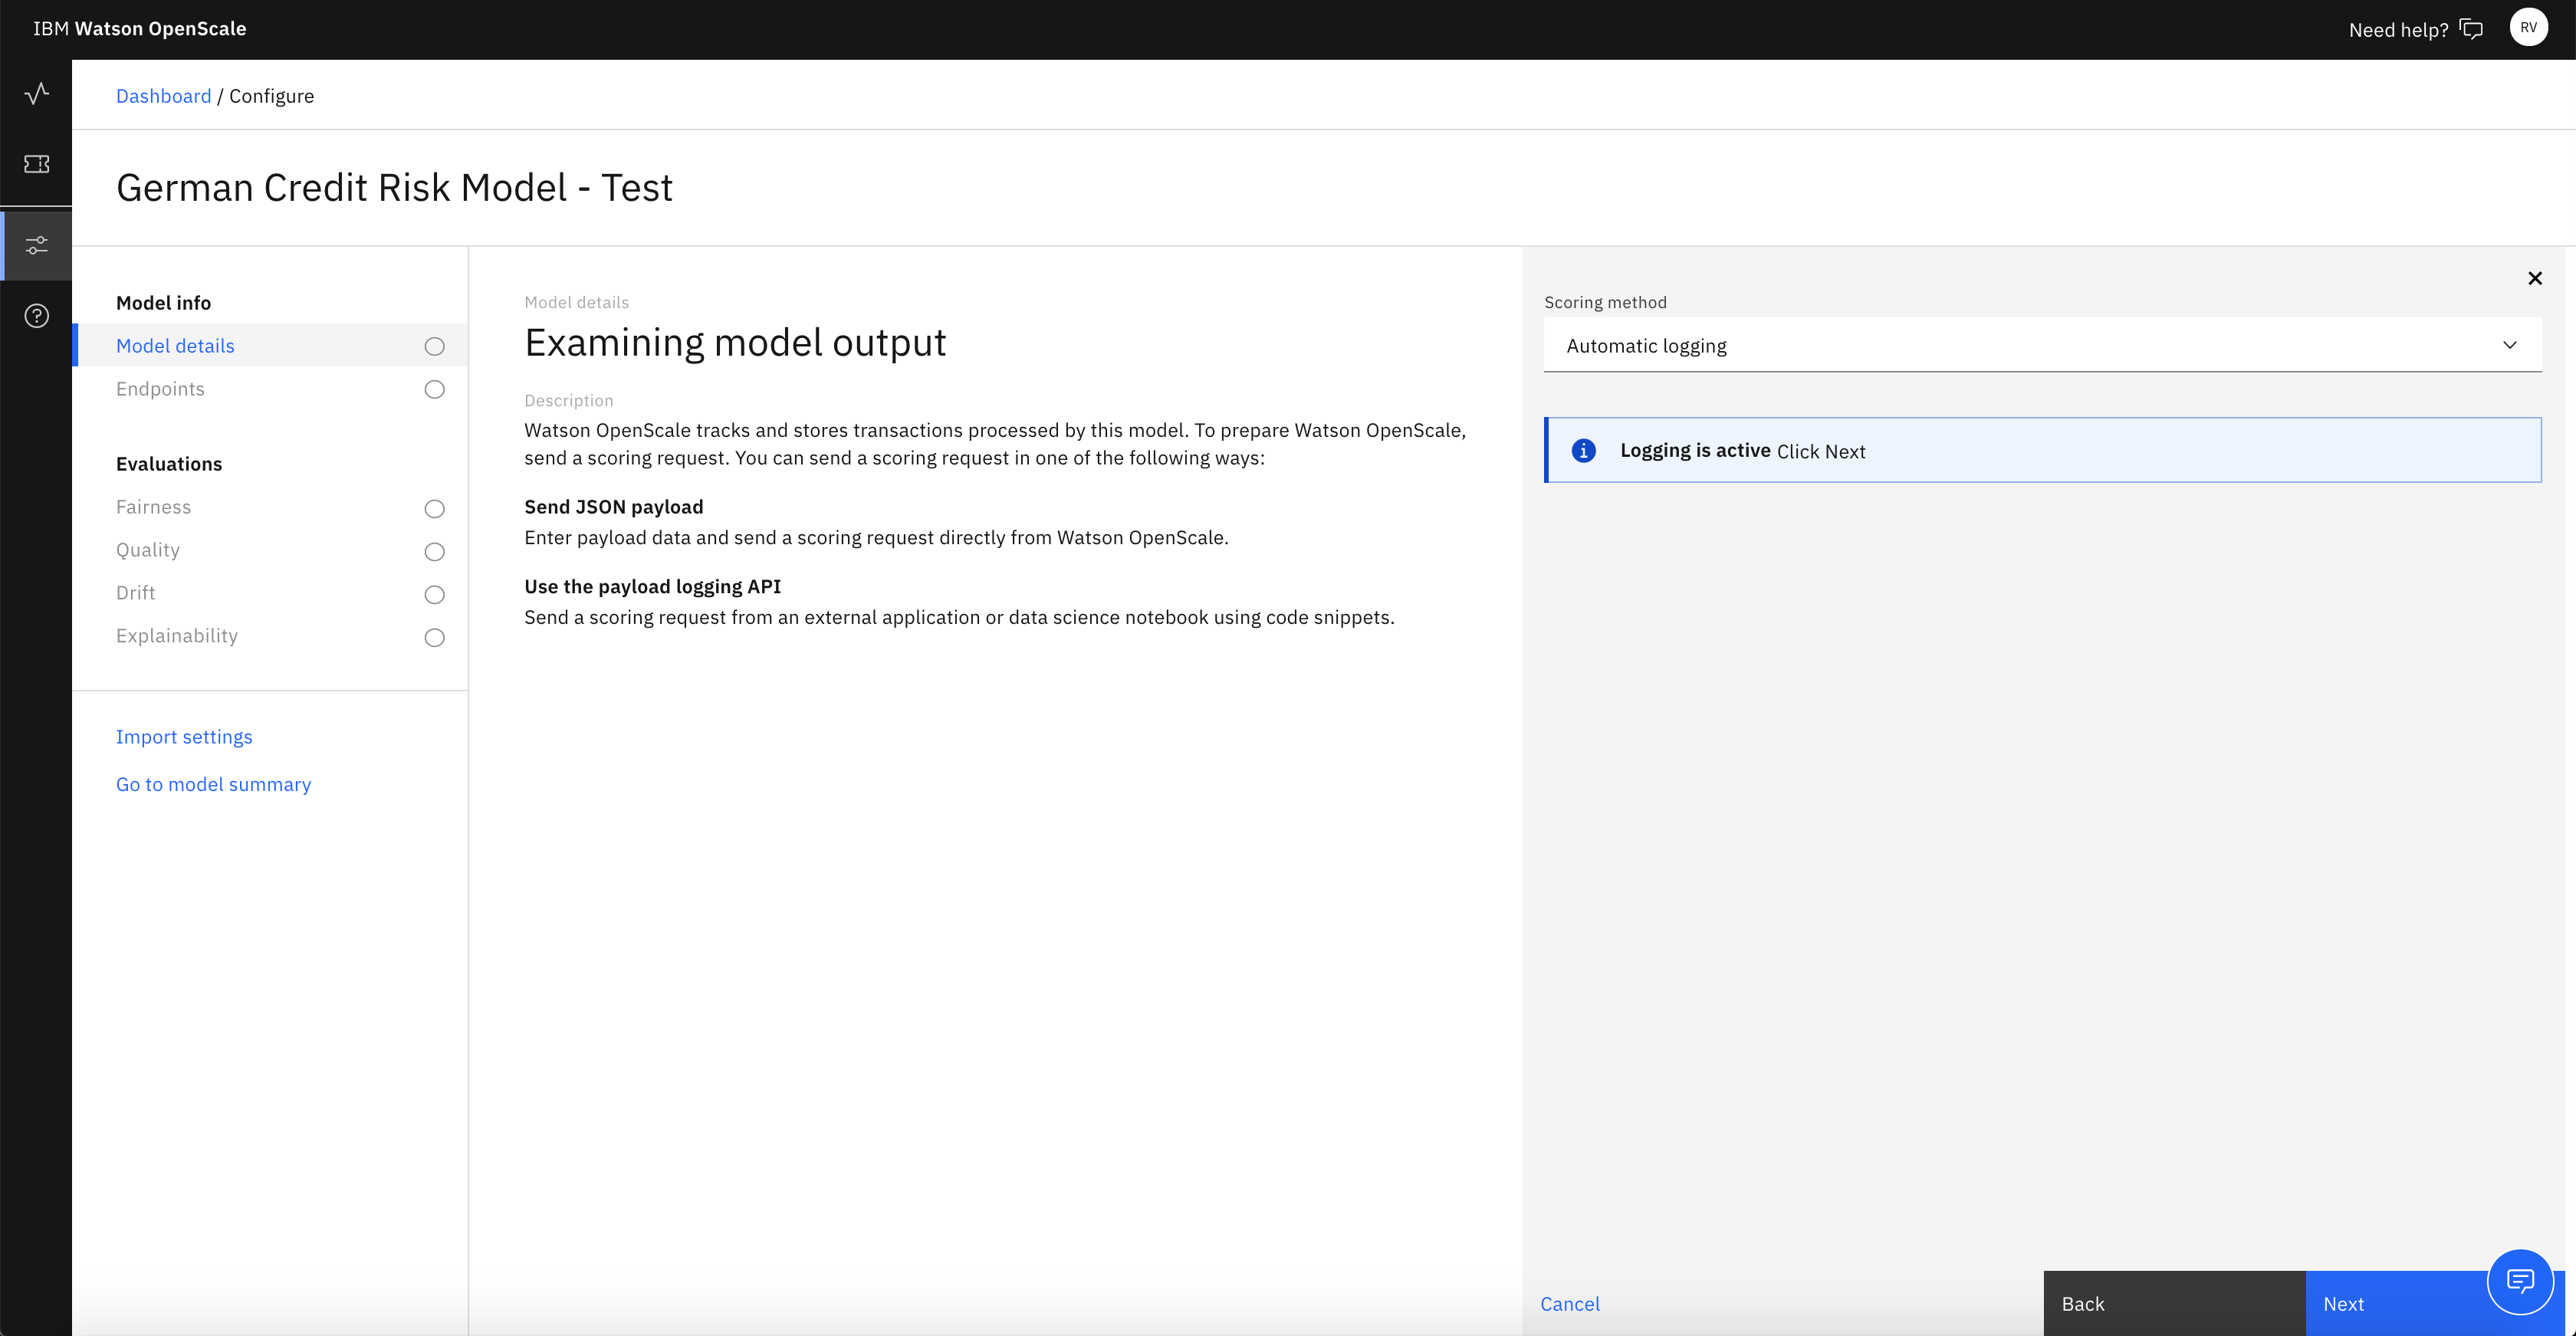 IBM Watson OpenScale
Need help?
RV
Dashboard / Configure
German Credit Risk Model - Test
Model info
Model details
Endpoints
Evaluations
Fairness
Quality
Drift
Explainability
Import settings
Go to model summary
Model details
Examining model output
Description
Watson OpenScale tracks and stores transactions processed by this model. To prepare Watson OpenScale,
send a scoring request. You can send a scoring request in one of the following ways:
Send JSON payload
Enter payload data and send a scoring request directly from Watson OpenScale.
Use the payload logging API
Send a scoring request from an external application or data science notebook using code snippets.
Scoring method
Automatic logging
Logging is active Click Next
Cancel
Back
Next